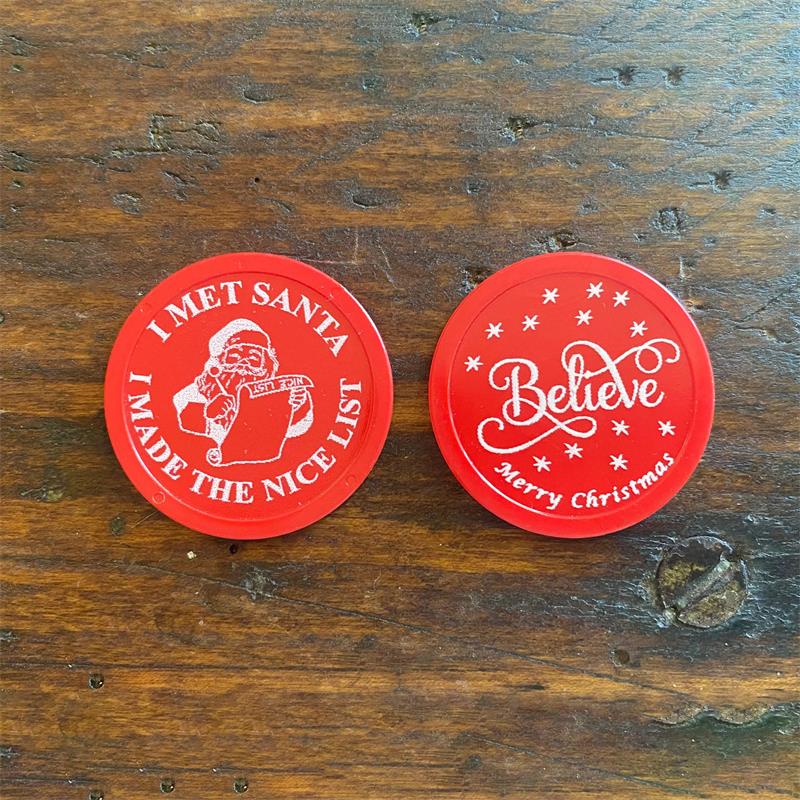 I MET SANTA
NICE LIST
I MADE THE NICE LIST
Believe
Merry Christmas